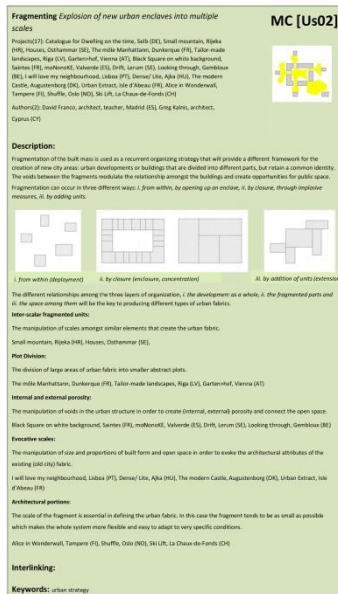 Fragmenting Explosion of new urban enclaves into multiple
scales
MC [Us02]
Projects(17): Catalogue for Dwelling on the time, Selb (DE), Small mountain, Rijeka
(HR), Houses, Osthammar (SE), The môle Manhattann, Dunkerque (FR), Tailor-made
landscapes, Riga (LV), Garten>hof, Vienna (AT), Black Square on white background,
Saintes (FR), moNonoKE, Valverde (ES), Drift, Lerum (SE), Looking through, Gembloux
(BE), I will love my neighbourhood, Lisboa (PT), Dense/ Lite, Ajka (HU), The modern
Castle, Augustenborg (DK), Urban Extract, Isle d'Abeau (FR), Alice in Wonderwall,
Tampere (FI), Shuffle, Oslo (NO), Ski Lift, La Chaux-de-Fonds (CH)
Authors(2): David Franco, architect, teacher, Madrid (ES), Greg Kalnis, architect,
Cyprus (CY)
Description:
Fragmentation of the built mass is used as a recurrent organizing strategy that will provide a different framework for the
creation of new city areas: urban developments or buildings that are divided into different parts, but retain a common identity.
The voids between the fragments modulate the relationship amongst the buildings and create opportunities for public space.
Fragmentation can occur in three different ways: i. from within, by opening up an enclave, ii. by closure, through implosive
measures, iii. by adding units.
i. from within (deployment) ii. by closure (enclosure, concentration) iii. by addition of units (extension
The different relationships among the three layers of organization, i. the development as a whole, ii. the fragmented parts and
iii. the space among them will be the key to producing different types of urban fabrics.
Inter-scalar fragmented units:
The manipulation of scales amongst similar elements that create the urban fabric.
Small mountain, Rijeka (HR), Houses, Osthammar (SE),
Plot Division:
The division of large areas of urban fabric into smaller abstract plots.
The môle Manhattann, Dunkerque (FR), Tailor-made landscapes, Riga (LV), Garten>hof, Vienna (AT)
Internal and external porosity:
The manipulation of voids in the urban structure in order to create (internal, external) porosity and connect the open space.
Black Square on white background, Saintes (FR), moNonoKE, Valverde (ES), Drift, Lerum (SE), Looking through, Gembloux (BE)
Evocative scales:
The manipulation of size and proportions of built form and open space in order to evoke the architectural attributes of the
existing (old city) fabric.
I will love my neighbourhood, Lisboa (PT), Dense/ Lite, Ajka (HU), The modern Castle, Augustenborg (DK), Urban Extract, Isle
d'Abeau (FR)
Architectural portions:
The scale of the fragment is essential in defining the urban fabric. In this case the fragment tends to be as small as possible
which makes the whole system more flexible and easy to adapt to very specific conditions.
Alice in Wonderwall, Tampere (FI), Shuffle, Oslo (NO), Ski Lift, La Chaux-de-Fonds (CH)
Interlinking:
Keywords: urban strategy